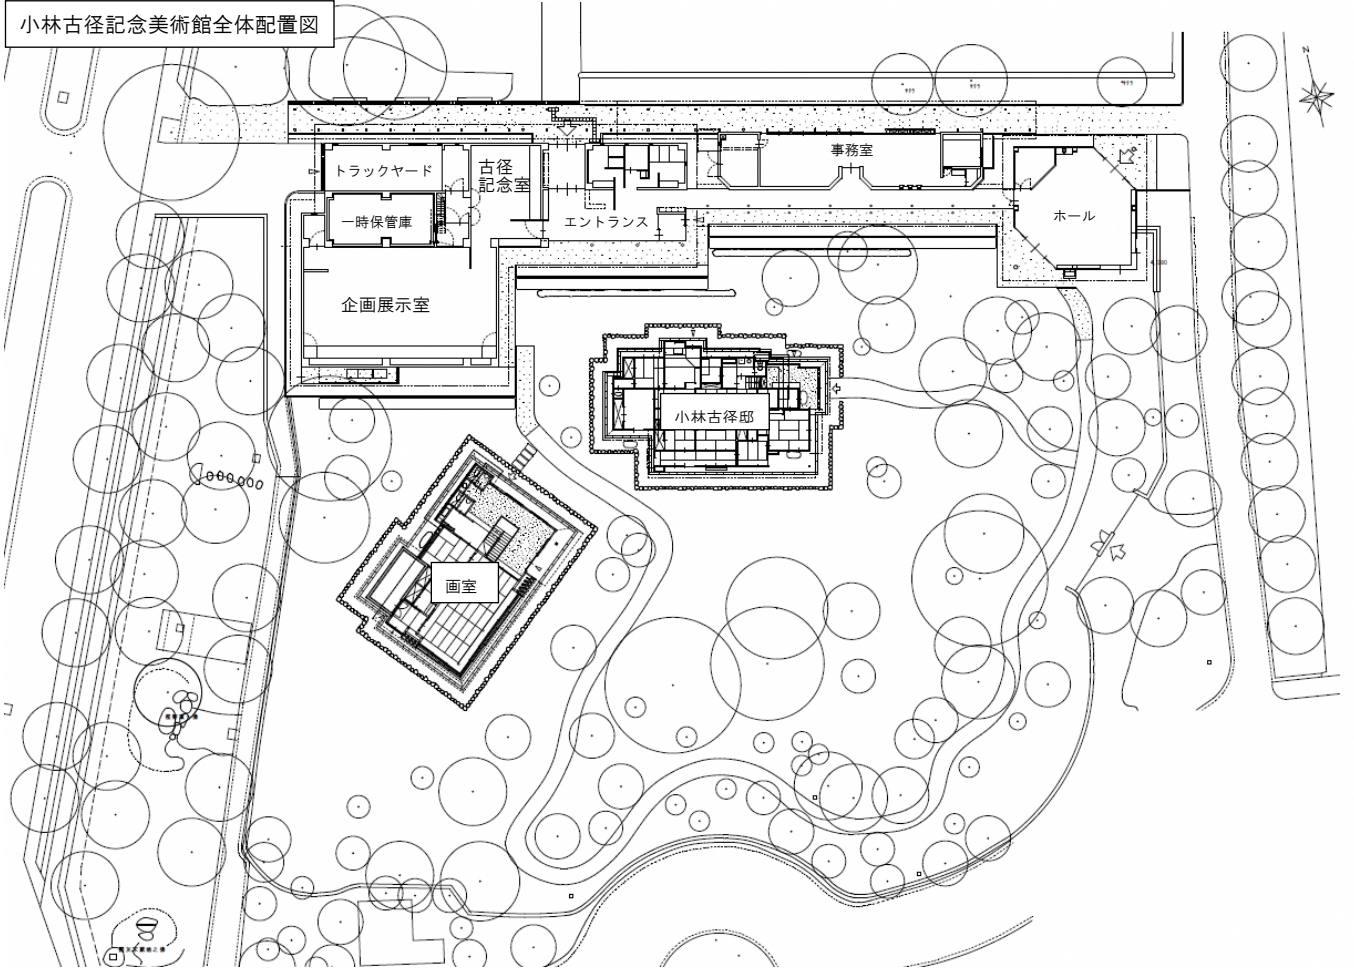 小林古径記念美術館全体配置図
N
トラックヤード
古径
記念室
事務室
一時保管庫
エントランス
ホール
企画展示室
小林古径邸
画室